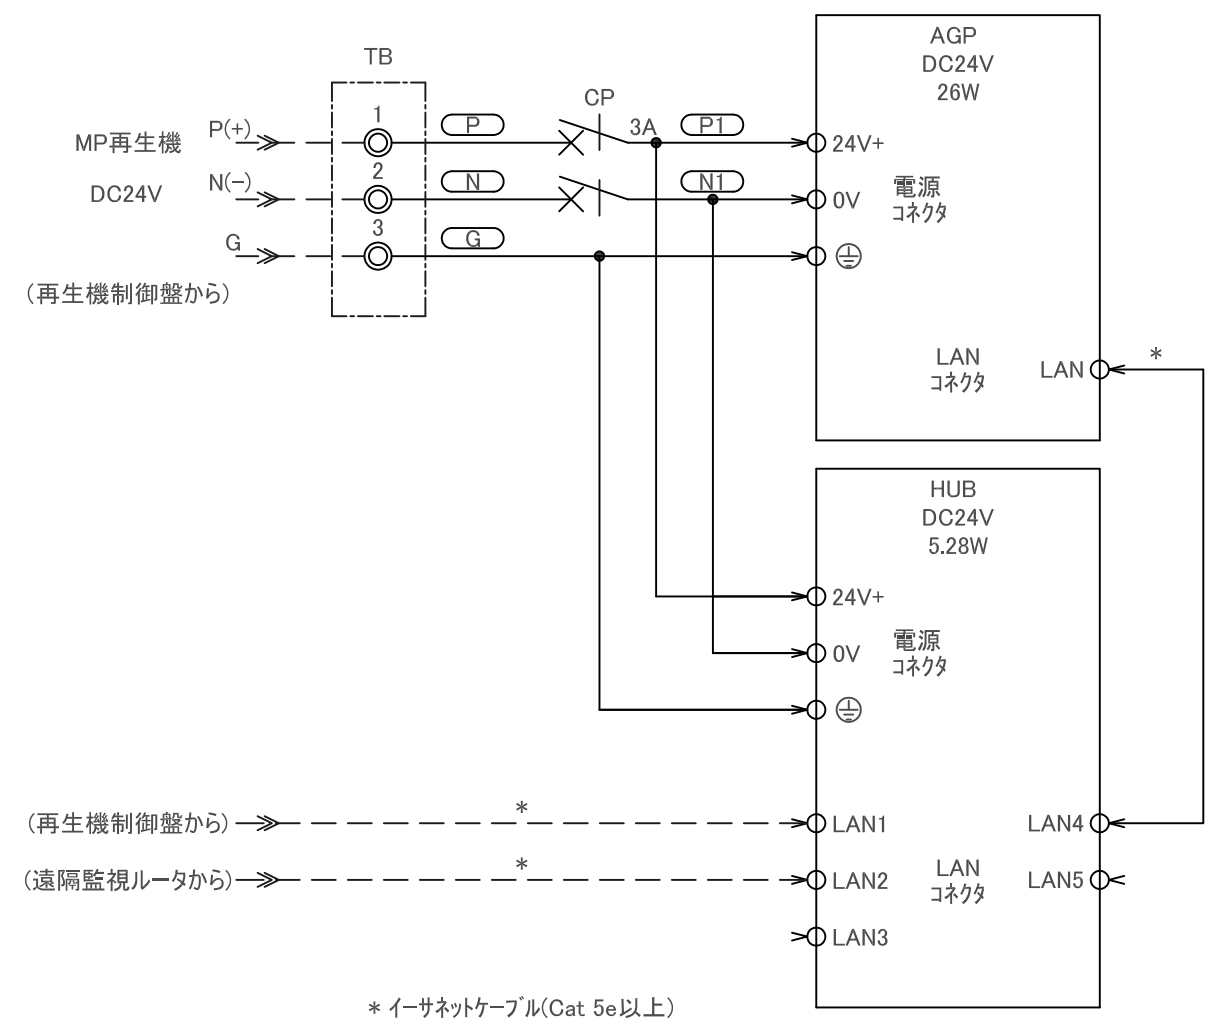 AGP
DC24V
26W
TB
CP
1
P(+)
P
3A
P1
24V+
MP再生機
2
N(-)
N
N1
0V
電源
コネクタ
DC24V
3
G
G
(再生機制御盤から)
LAN
コネクタ
LAN
*
HUB
DC24V
5.28W
24V+
電源
コネクタ
0V
(再生機制御盤から)
*
LAN1
LAN4
(遠隔監視ルータから)
*
LAN2
LAN
コネクタ
LAN5
LAN3
* イーサネットケーブル(Cat 5e以上)